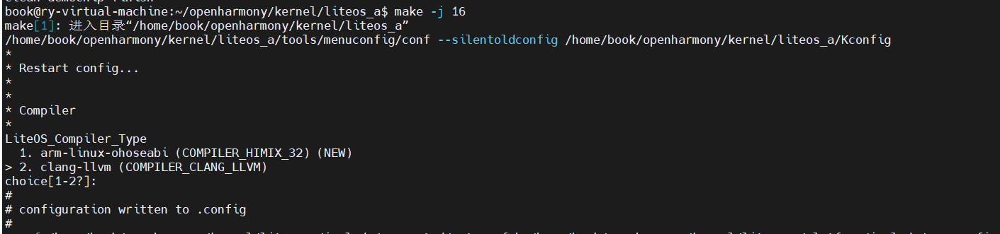 book@ry-virtual-machine:~/openharmony/kernel/liteos_a$ make -j 16
make[1]: 进入目录“/home/book/openharmony/kernel/liteos_a”
/home/book/openharmony/kernel/liteos_a/tools/menuconfig/conf --silentoldconfig /home/book/openharmony/kernel/liteos_a/Kconfig
*
* Restart config...
*
*
* Compiler
*
LiteOS_Compiler_Type
  1. arm-linux-ohoseabi (COMPILER_HIMIX_32) (NEW)
> 2. clang-llvm (COMPILER_CLANG_LLVM)
choice[1-2?]:
#
# configuration written to .config
#